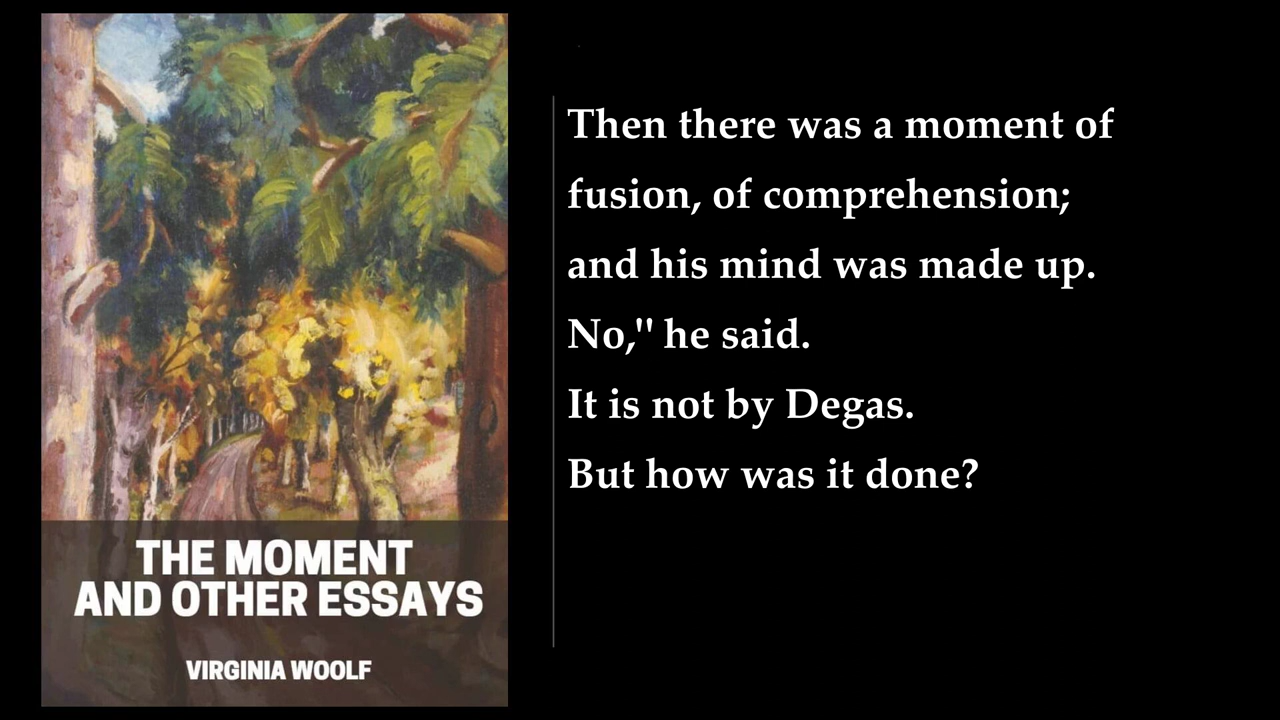 THE MOMENT
AND OTHER ESSAYS
VIRGINIA WOOLF
Then there was a moment of
fusion, of comprehension;
and his mind was made up.
No," he said.
It is not by Degas.
But how was it done?